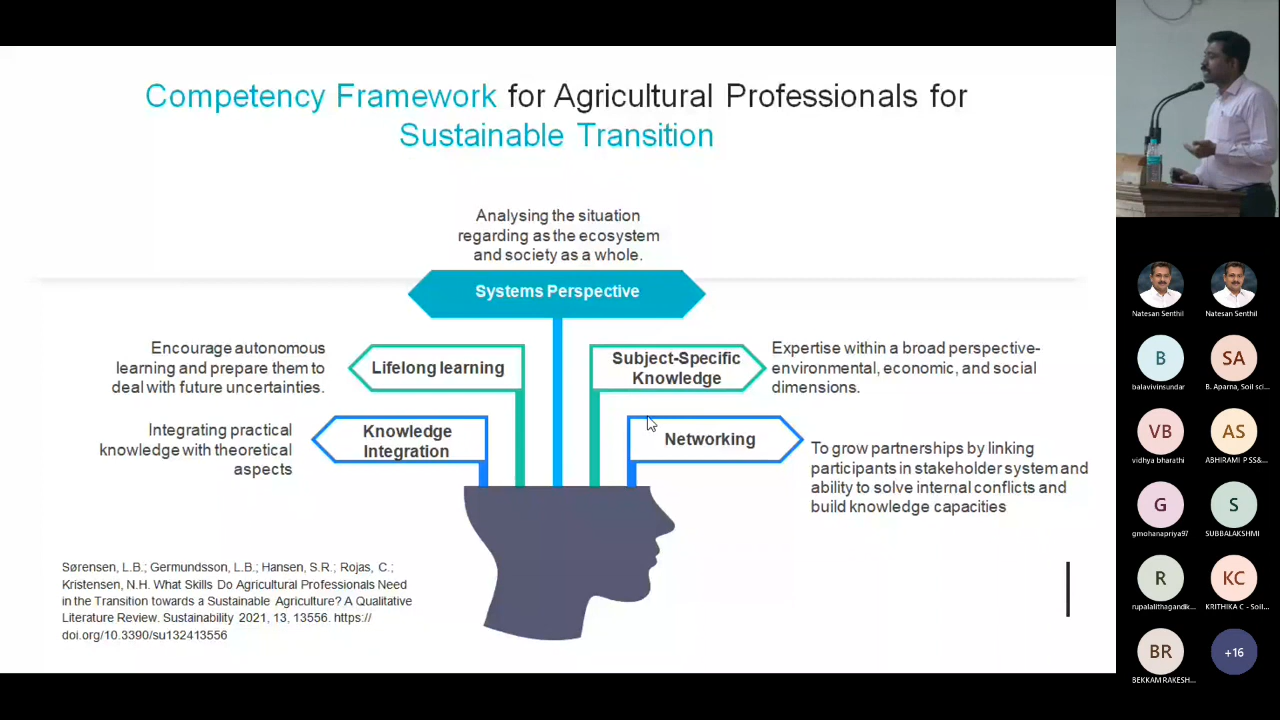 Competency Framework for Agricultural Professionals for
Sustainable Transition
Analysing the situation
regarding as the ecosystem
and society as a whole.
Systems Perspective
Encourage autonomous
learning and prepare them to
deal with future uncertainties.
Lifelong learning
Subject-Specific
Knowledge
Expertise within a broad perspective-
environmental, economic, and social
dimensions.
Integrating practical
knowledge with theoretical
aspects
Knowledge
Integration
Networking
To grow partnerships by linking
participants in stakeholder system and
ability to solve internal conflicts and
build knowledge capacities
Sørensen, L.B.; Germundsson, L.B.; Hansen, S.R.; Rojas, C.;
Kristensen, N.H. What Skills Do Agricultural Professionals Need
in the Transition towards a Sustainable Agriculture? A Qualitative
Literature Review. Sustainability 2021, 13, 13556. https://
doi.org/10.3390/su132413556
Natesan Senthil
Natesan Senthil
B
balavivinsundar
SA
B. Aparna, Soil sci...
VB
vidhya bharathi
AS
ABHIRAMI P SS&...
G
gmohanapriya97
S
SUBBALAKSHMI
R
rupalalithagandik...
KC
KRITHIKA C - Soil...
BR
BEKKAM RAKESH...
+16